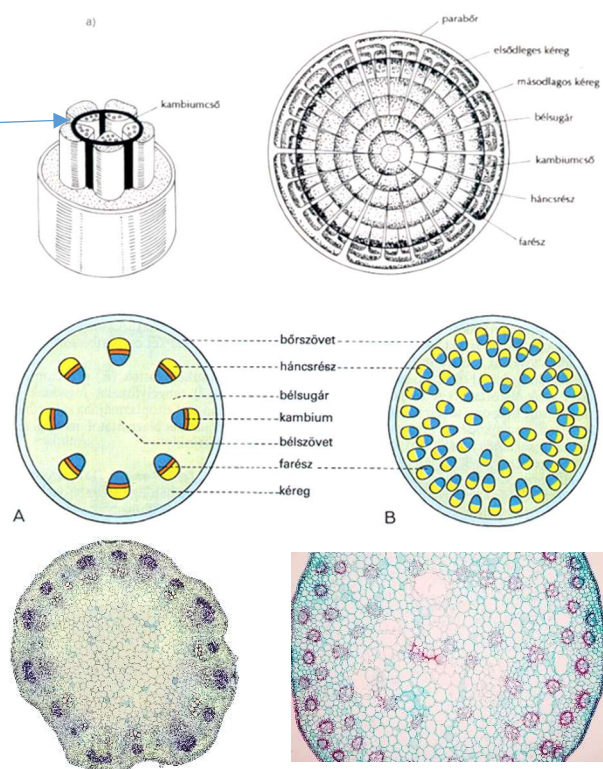 a)
kambiumcső
parabőr
elsődleges kéreg
másodlagos kéreg
bélsugár
kambiumcső
háncsrész
farész
bőrszövet
háncsrész
bélsugár
kambium
bélszövet
farész
kéreg
A
B